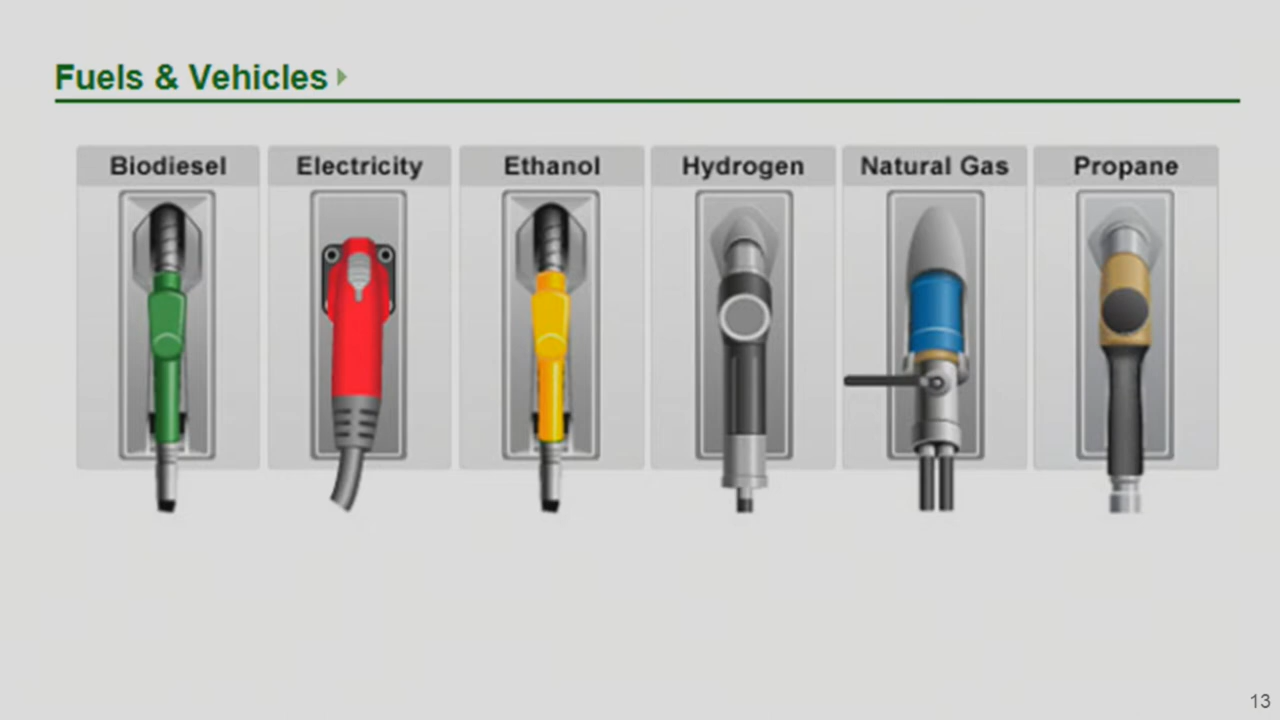 Fuels & Vehicles
Biodiesel
Electricity
Ethanol
Hydrogen
Natural Gas
Propane
13